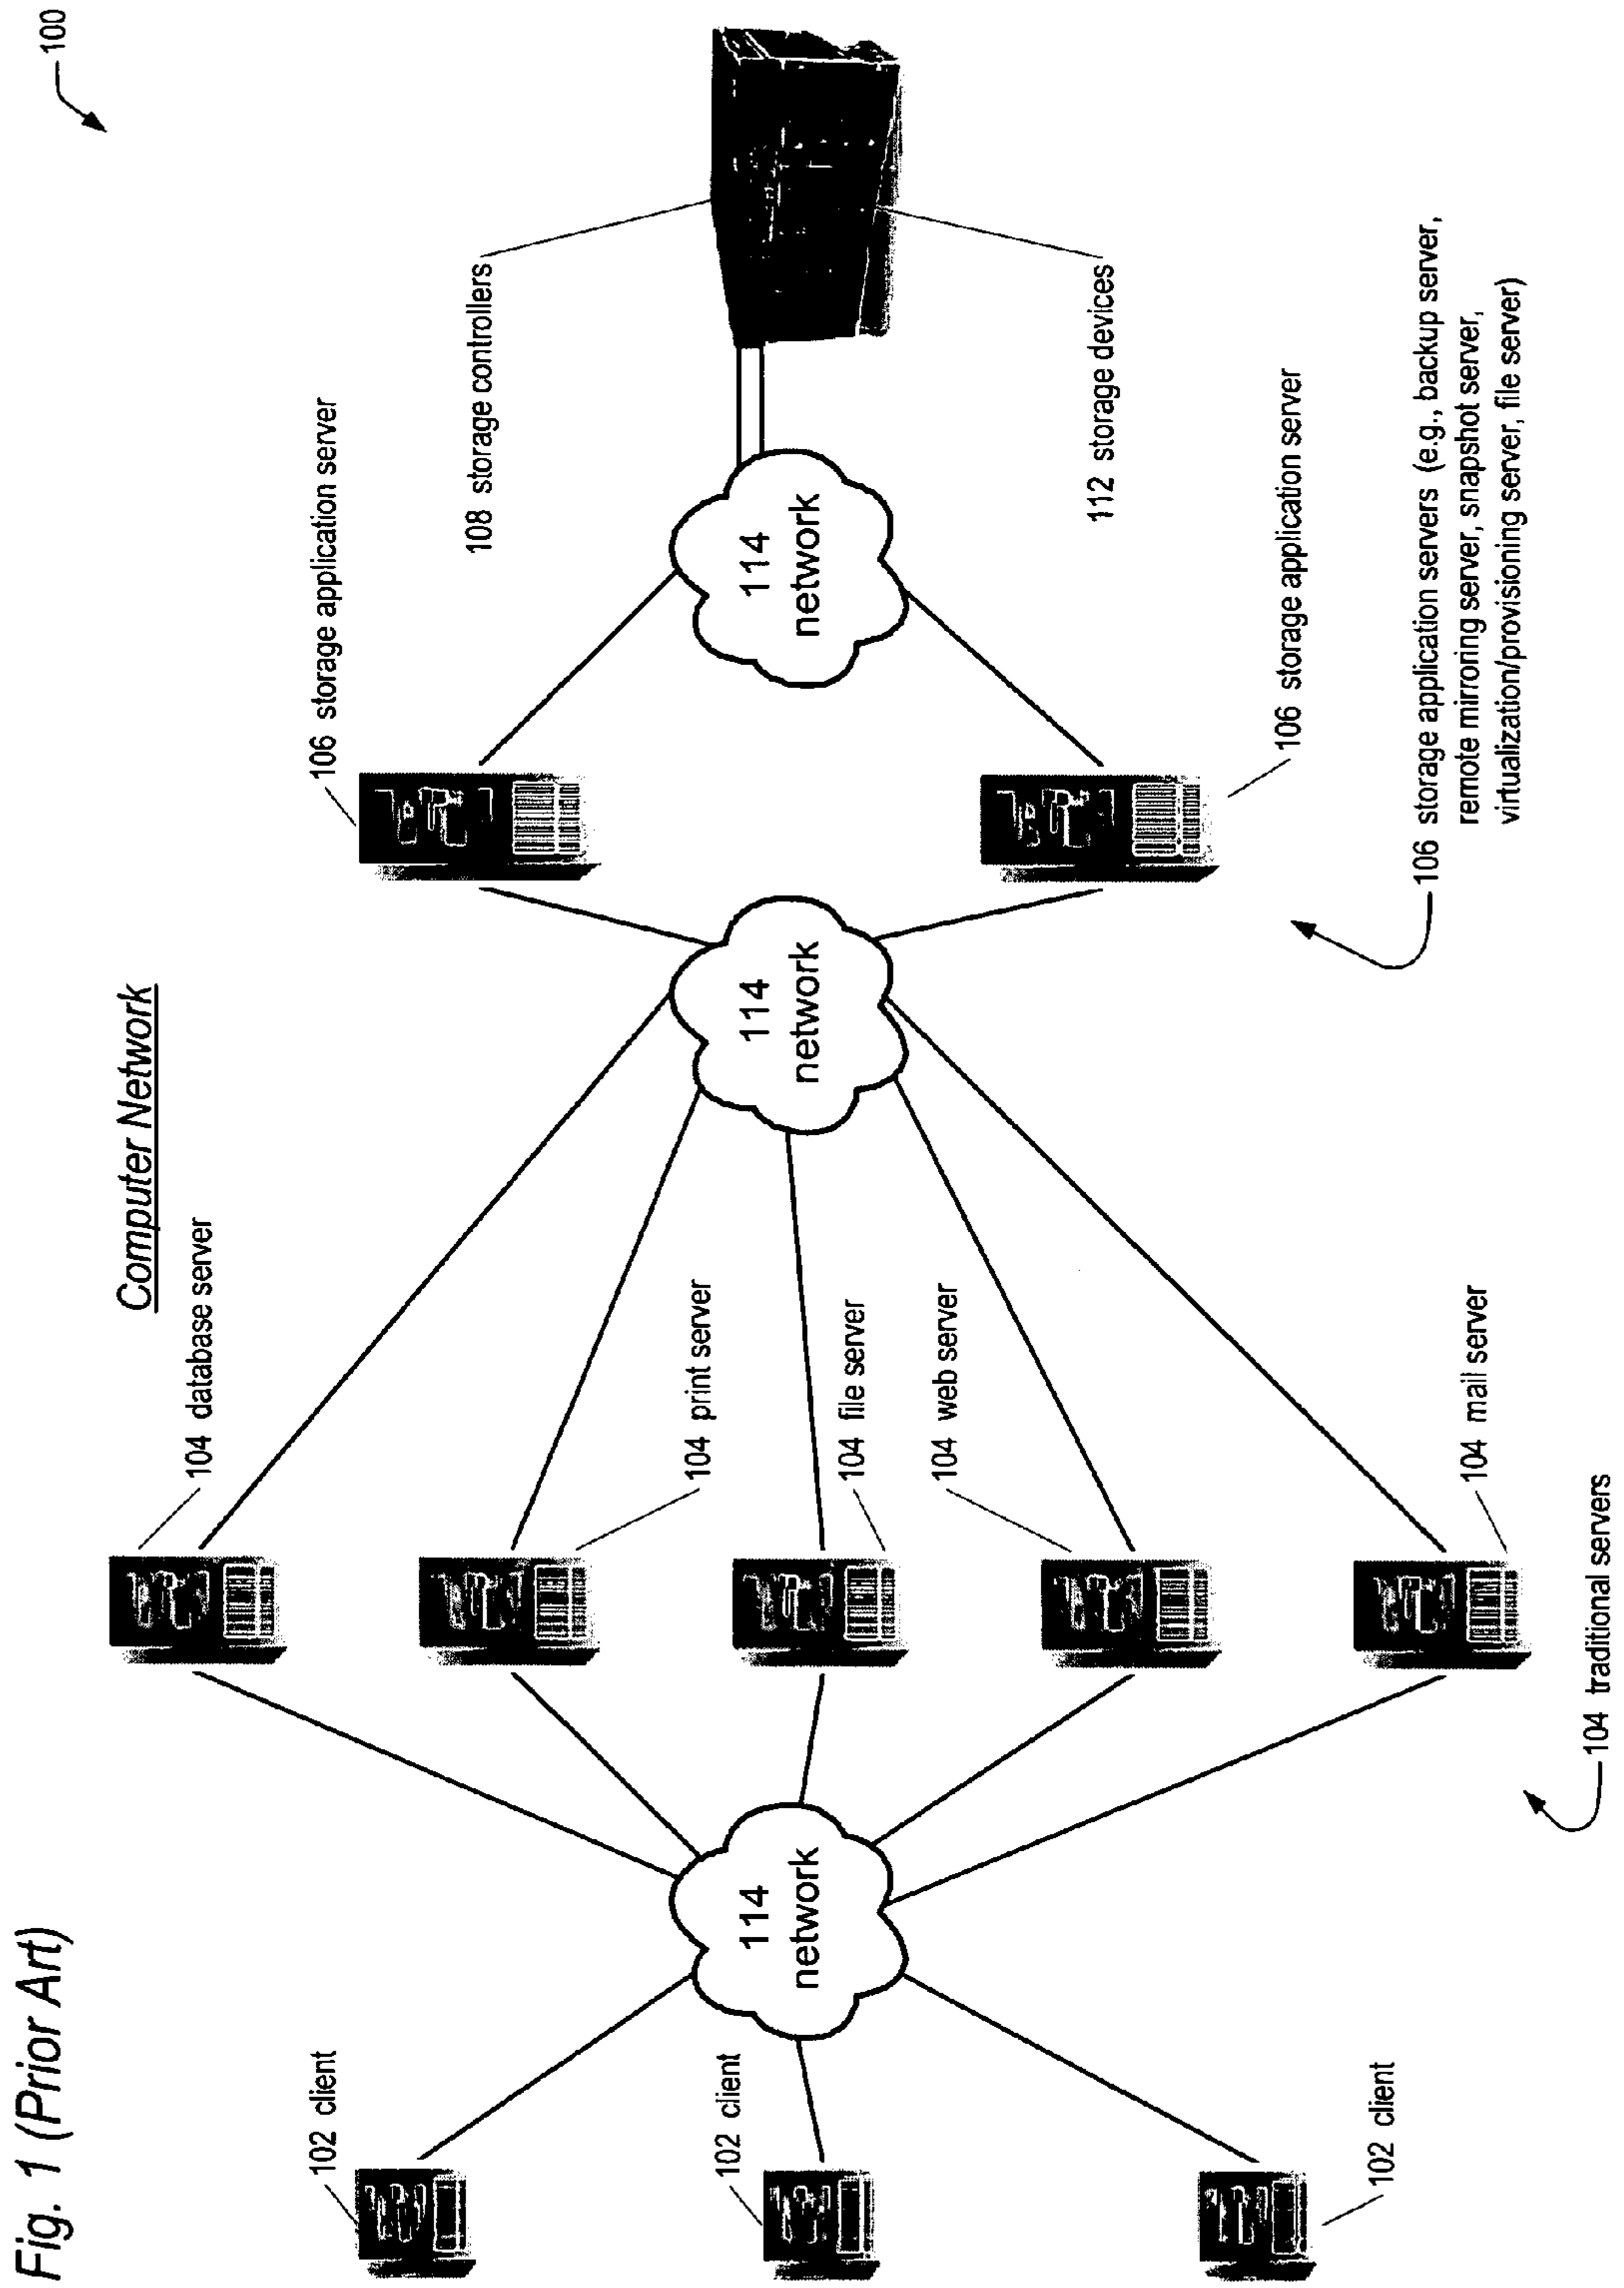 Fig. 1 (Prior Art)
Computer Network
100
102 client
102 client
102 client
114
network
104 database server
104 print server
104 file server
104 web server
104 mail server
104 traditional servers
114
network
106 storage application server
106 storage application server
106 storage application servers (e.g., backup server,
remote mirroring server, snapshot server,
virtualization/provisioning server, file server)
114
network
108 storage controllers
112 storage devices